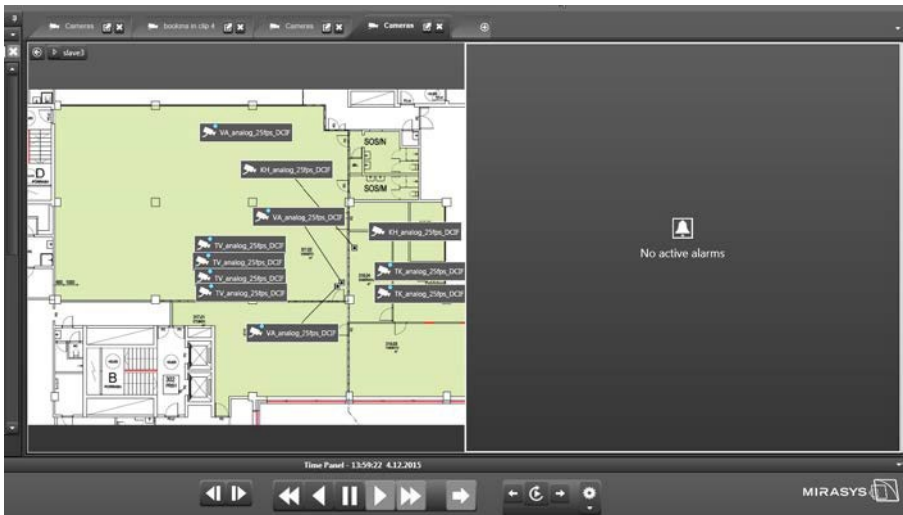 Cameras
bookma in clip 4
Cameras
Cameras
slave3
VA_analog_25fps_DCIF
SOS/N
D
KH_analog_25fps_DCIF
SOS/M
VA_analog_25fps_DCIF
KH_analog_25fps_DCIF
TV_analog_25fps_DCIF
TV_analog_25fps_DCIF
TK_analog_25fps_DCIF
TV_analog_25fps_DCIF
TV_analog_25fps_DCIF
TK_analog_25fps_DCIF
VA_analog_25fps_DCIF
B
302
No active alarms
Time Panel - 13:59:22 4.12.2015
MIRASYS